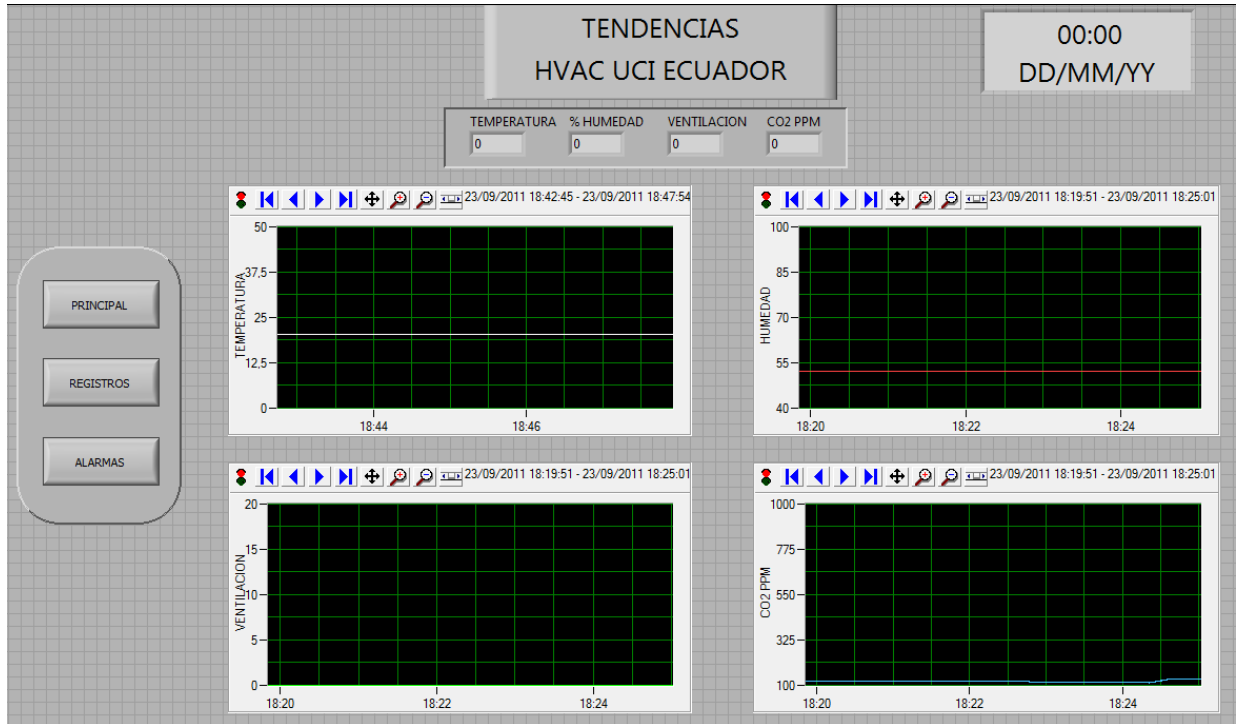 TENDENCIAS
HVAC UCI ECUADOR
00:00
DD/MM/YY
TEMPERATURA % HUMEDAD VENTILACION CO2 PPM
0 0 0 0
23/09/2011 18:42:45 - 23/09/2011 18:47:54
50
37,5
25
12,5
0
TEMPERATURA
18:44 18:46
23/09/2011 18:19:51 - 23/09/2011 18:25:01
100
85
70
55
40
HUMEDAD
18:20 18:22 18:24
PRINCIPAL
REGISTROS
ALARMAS
23/09/2011 18:19:51 - 23/09/2011 18:25:01
20
15
10
5
0
VENTILACION
18:20 18:22 18:24
23/09/2011 18:19:51 - 23/09/2011 18:25:01
1000
775
550
325
100
CO2 PPM
18:20 18:22 18:24